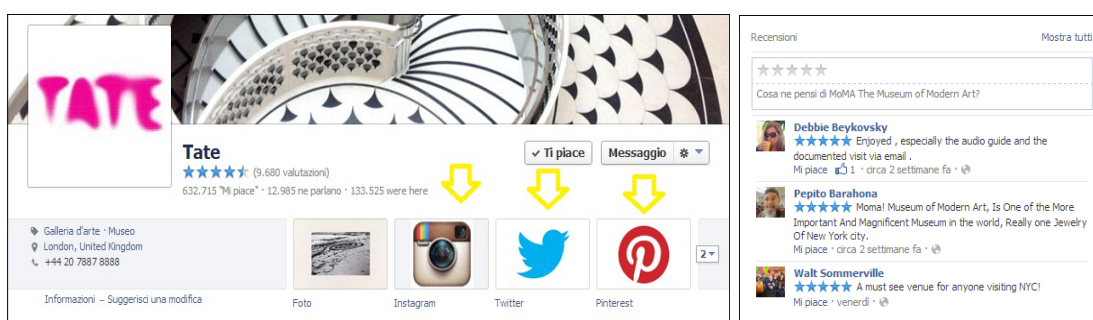 TATE
Tate
(9.680 valutazioni)
632.715 "Mi piace" · 12.985 ne parlano · 133.525 were here
Ti piace
Messaggio
Galleria d'arte · Museo
London, United Kingdom
+44 20 7887 8888
Informazioni – Suggerisci una modifica
Foto
Instagram
Twitter
Pinterest
2
Recensioni
Mostra tutti
Cosa ne pensi di MoMA The Museum of Modern Art?
Debbie Beykovsky
Enjoyed , especially the audio guide and the
documented visit via email .
Mi piace 1 · circa 2 settimane fa ·
Pepito Barahona
Moma! Museum of Modern Art, Is One of the More
Important And Magnificent Museum in the world, Really one Jewelry
Of New York city.
Mi piace · circa 2 settimane fa ·
Walt Sommerville
A must see venue for anyone visiting NYC!
Mi piace · venerdì ·